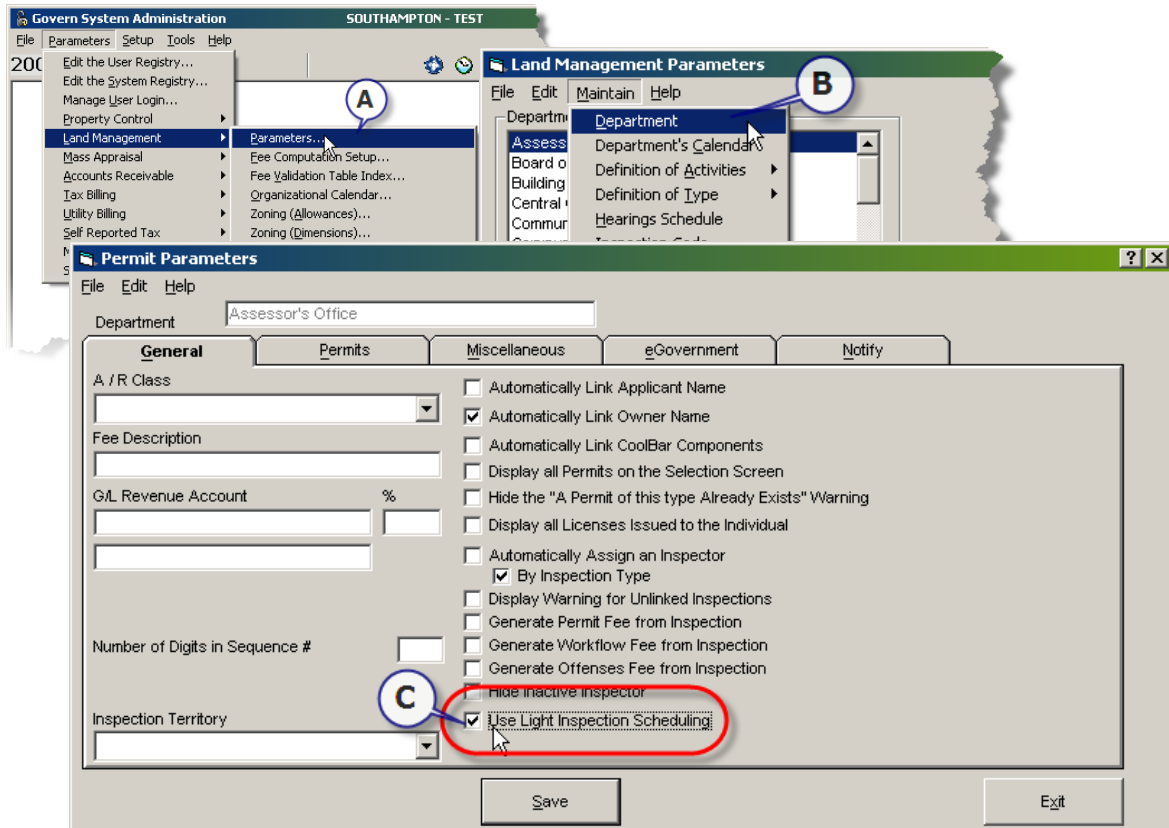 Govern System Administration SOUTHAMPTON - TEST
File Parameters Setup Tools Help
200
Edit the User Registry...
Edit the System Registry...
Manage User Login...
Property Control
Land Management
Mass Appraisal
Accounts Receivable
Tax Billing
Utility Billing
Self Reported Tax
A
Parameters...
Fee Computation Setup...
Fee Validation Table Index...
Organizational Calendar...
Zoning (Allowances)...
Zoning (Dimensions)...
Land Management Parameters
File Edit Maintain Help
B
Departm
Assess
Board o
Building
Central
Commun
Department
Department's Calendar
Definition of Activities
Definition of Type
Hearings Schedule
Permit Parameters
File Edit Help
Department Assessor's Office
General Permits Miscellaneous eGovernment Notify
A / R Class
Fee Description
G/L Revenue Account %
Number of Digits in Sequence #
Inspection Territory
Automatically Link Applicant Name
Automatically Link Owner Name
Automatically Link CoolBar Components
Display all Permits on the Selection Screen
Hide the "A Permit of this type Already Exists" Warning
Display all Licenses Issued to the Individual
Automatically Assign an Inspector
By Inspection Type
Display Warning for Unlinked Inspections
Generate Permit Fee from Inspection
Generate Workflow Fee from Inspection
Generate Offenses Fee from Inspection
Hide Inactive Inspector
C
Use Light Inspection Scheduling
Save Exit